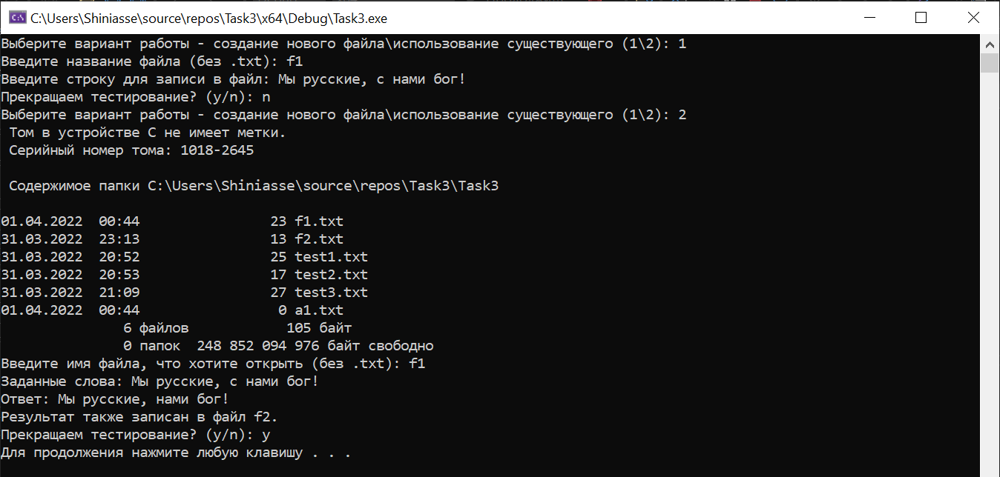 C:\Users\Shiniasse\source\repos\Task3\x64\Debug\Task3.exe
Выберите вариант работы - создание нового файла\использование существующего (1\2): 1
Введите название файла (без .txt): f1
Введите строку для записи в файл: Мы русские, с нами бог!
Прекращаем тестирование? (y/n): n
Выберите вариант работы - создание нового файла\использование существующего (1\2): 2
Том в устройстве C не имеет метки.
Серийный номер тома: 1018-2645
Содержимое папки C:\Users\Shiniasse\source\repos\Task3\Task3
01.04.2022  00:44                23 f1.txt
31.03.2022  23:13                13 f2.txt
31.03.2022  20:52                25 test1.txt
31.03.2022  20:53                17 test2.txt
31.03.2022  21:09                27 test3.txt
01.04.2022  00:44                 0 a1.txt
6 файлов            105 байт
0 папок  248 852 094 976 байт свободно
Введите имя файла, что хотите открыть (без .txt): f1
Заданные слова: Мы русские, с нами бог!
Ответ: Мы русские, нами бог!
Результат также записан в файл f2.
Прекращаем тестирование? (y/n): y
Для продолжения нажмите любую клавишу . . .